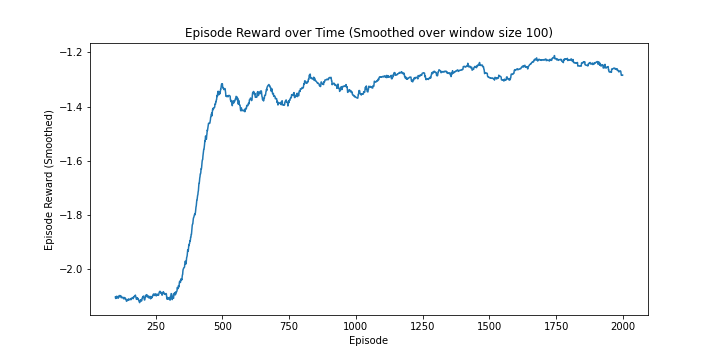 Episode Reward over Time (Smoothed over window size 100)
Episode Reward (Smoothed)
−1.2
−1.4
−1.6
−1.8
−2.0
250 500 750 1000 1250 1500 1750 2000
Episode